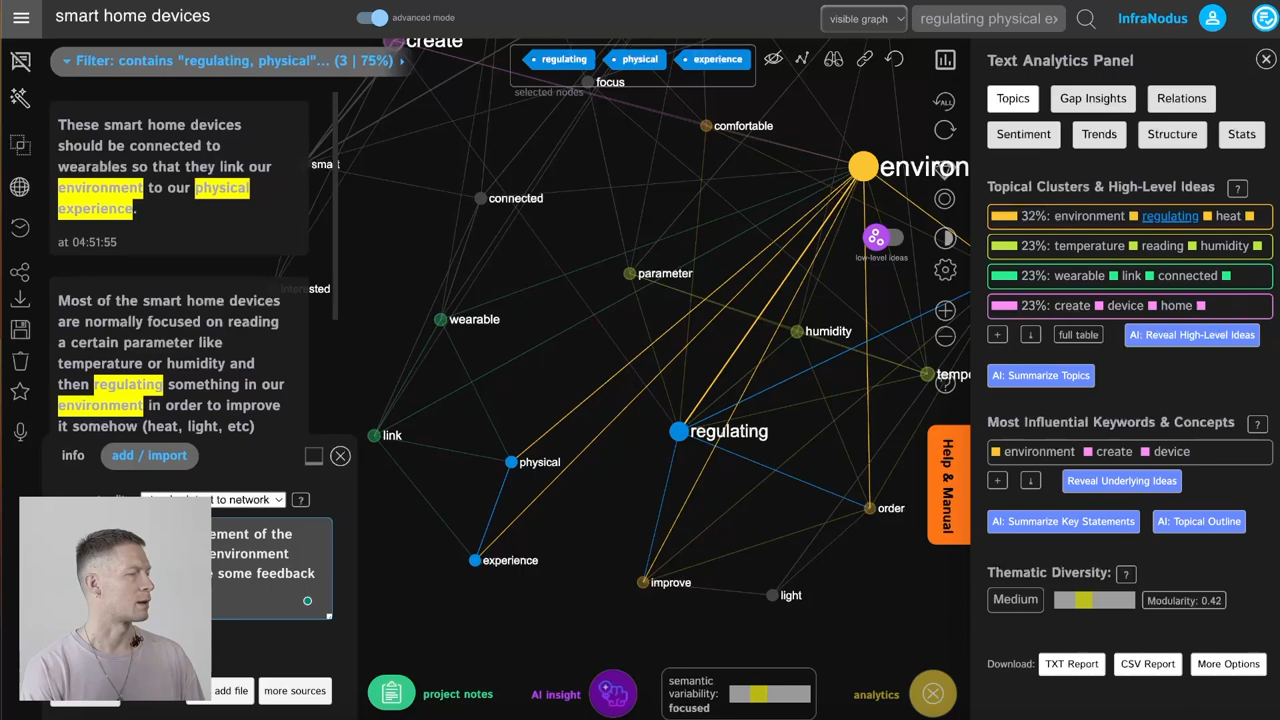 smart home devices
advanced mode
visible graph
regulating physical ex
InfraNodus
Filter: contains "regulating, physical"... (3 | 75%)
These smart home devices
should be connected to
wearables so that they link our
environment to our physical
experience.
at 04:51:55
Most of the smart home devices
are normally focused on reading
a certain parameter like
temperature or humidity and
then regulating something in our
environment in order to improve
it somehow (heat, light, etc)
info
add / import
to network
?
ement of the
environment
some feedback
add file
more sources
create
regulating
physical
experience
selected nodes
focus
comfortable
smart
environ
connected
low-level ideas
parameter
interested
wearable
humidity
temp
link
regulating
physical
order
experience
improve
light
ALL
?
Help & Manual
project notes
AI insight
semantic
variability:
focused
analytics
Text Analytics Panel
Topics
Gap Insights
Relations
Sentiment
Trends
Structure
Stats
Topical Clusters & High-Level Ideas ?
32%: environment regulating heat
23%: temperature reading humidity
23%: wearable link connected
23%: create device home
+ ↓ full table AI: Reveal High-Level Ideas
AI: Summarize Topics
Most Influential Keywords & Concepts ?
environment create device
+ ↓ Reveal Underlying Ideas
AI: Summarize Key Statements AI: Topical Outline
Thematic Diversity: ?
Medium Modularity: 0.42
Download: TXT Report CSV Report More Options